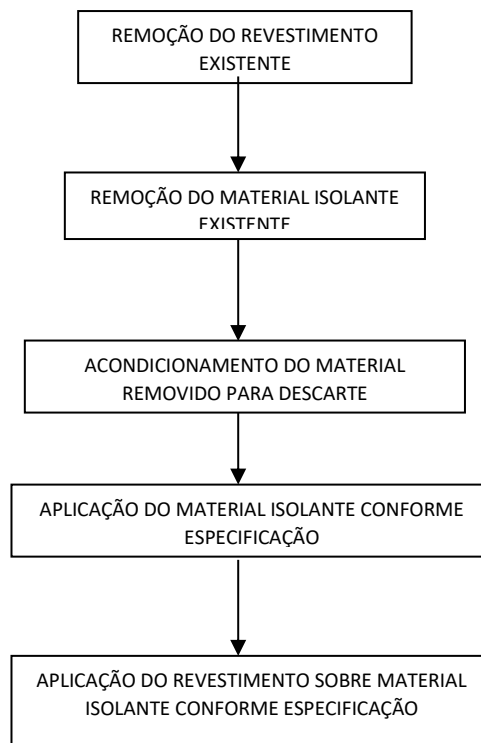 REMOÇÃO DO REVESTIMENTO
EXISTENTE
REMOÇÃO DO MATERIAL ISOLANTE
EXISTENTE
ACONDICIONAMENTO DO MATERIAL
REMOVIDO PARA DESCARTE
APLICAÇÃO DO MATERIAL ISOLANTE CONFORME
ESPECIFICAÇÃO
APLICAÇÃO DO REVESTIMENTO SOBRE MATERIAL
ISOLANTE CONFORME ESPECIFICAÇÃO